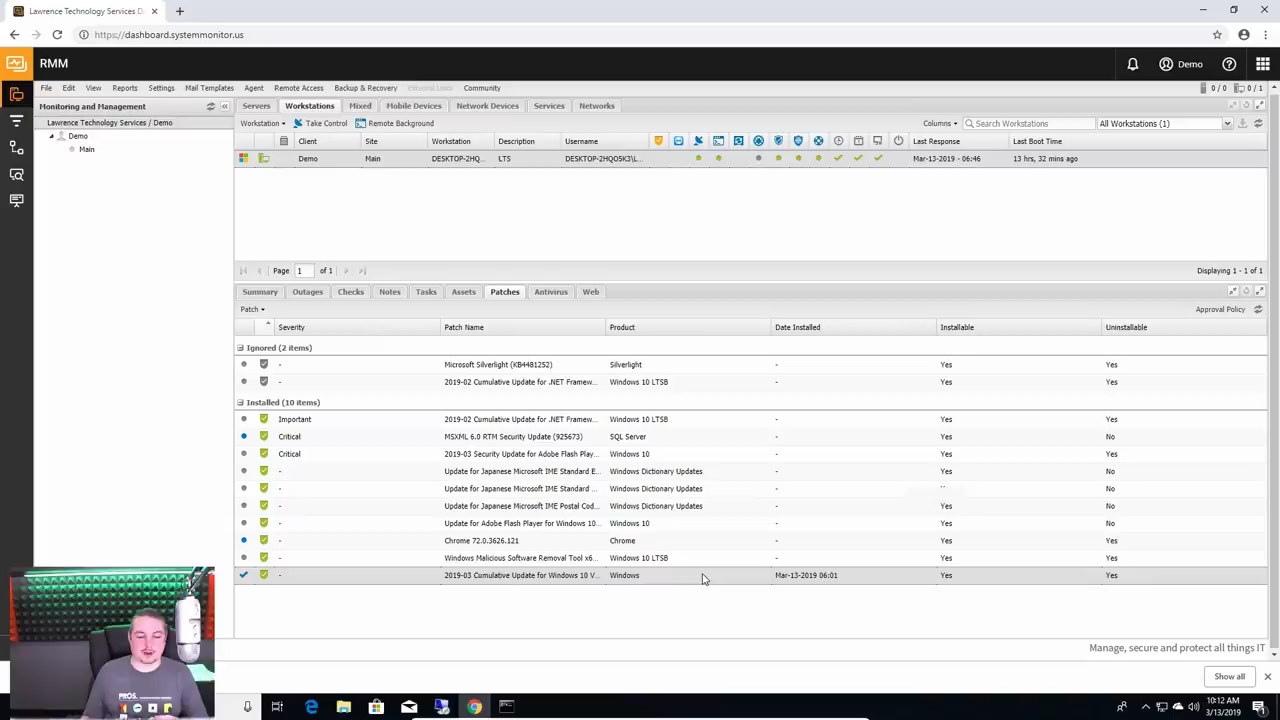 Lawrence Technology Services D
https://dashboard.systemmonitor.us
RMM
Demo
File Edit View Reports Settings Mail Templates Agent Remote Access Backup & Recovery External Links Community
0 / 0 0 / 1
Monitoring and Management
Servers Workstations Mixed Mobile Devices Network Devices Services Networks
Lawrence Technology Services / Demo
Demo
Main
Workstation Take Control Remote Background
Columns Search Workstations All Workstations (1)
Client Site Workstation Description Username Last Response Last Boot Time
Demo Main DESKTOP-2HQ... LTS DESKTOP-2HQO5K3\L... Mar-13-2019 - 06:46 13 hrs, 32 mins ago
Page 1 of 1
Displaying 1 - 1 of 1
Summary Outages Checks Notes Tasks Assets Patches Antivirus Web
Patch
Approval Policy
Severity Patch Name Product Date Installed Installable Uninstallable
Ignored (2 items)
- Microsoft Silverlight (KB4481252) Silverlight - Yes Yes
- 2019-02 Cumulative Update for .NET Framew... Windows 10 LTSB - Yes Yes
Installed (10 items)
Important 2019-02 Cumulative Update for .NET Framew... Windows 10 LTSB - Yes Yes
Critical MSXML 6.0 RTM Security Update (925673) SQL Server - Yes No
Critical 2019-03 Security Update for Adobe Flash Play... Windows 10 - Yes Yes
- Update for Japanese Microsoft IME Standard E... Windows Dictionary Updates - Yes No
- Update for Japanese Microsoft IME Standard ... Windows Dictionary Updates - No
- Update for Japanese Microsoft IME Postal Cod... Windows Dictionary Updates - Yes No
- Update for Adobe Flash Player for Windows 10... Windows 10 - Yes No
- Chrome 72.0.3626.121 Chrome - Yes Yes
- Windows Malicious Software Removal Tool x6... Windows 10 LTSB - Yes Yes
- 2019-03 Cumulative Update for Windows 10 V... Windows Mar-13-2019 06:01 Yes Yes
Manage, secure and protect all things IT
Show all
PROS.
10:12 AM
3/13/2019
1